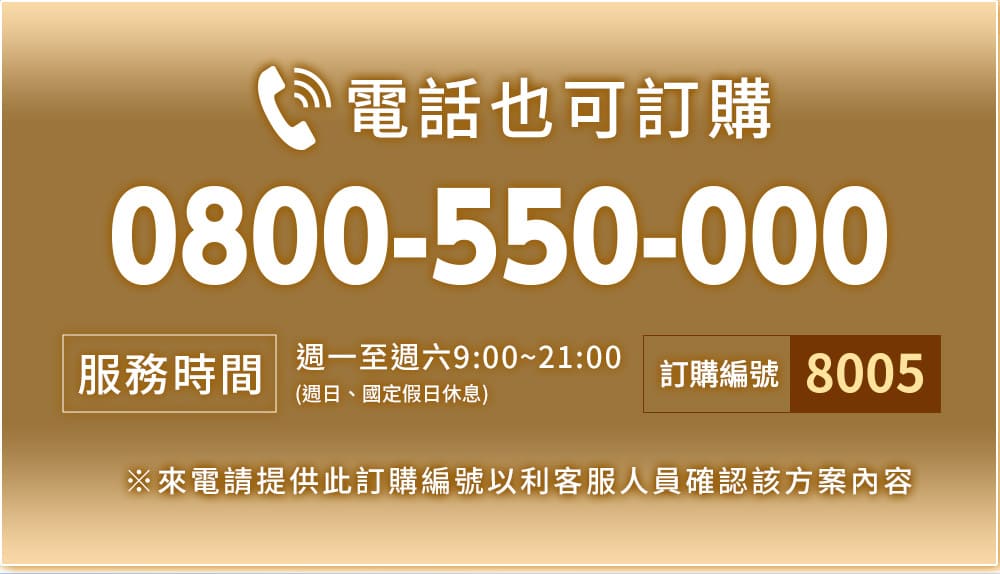 電話也可訂購
0800-550-000
服務時間
週一至週六9:00~21:00
(週日、國定假日休息)
訂購編號 8005
※來電請提供此訂購編號以利客服人員確認該方案內容